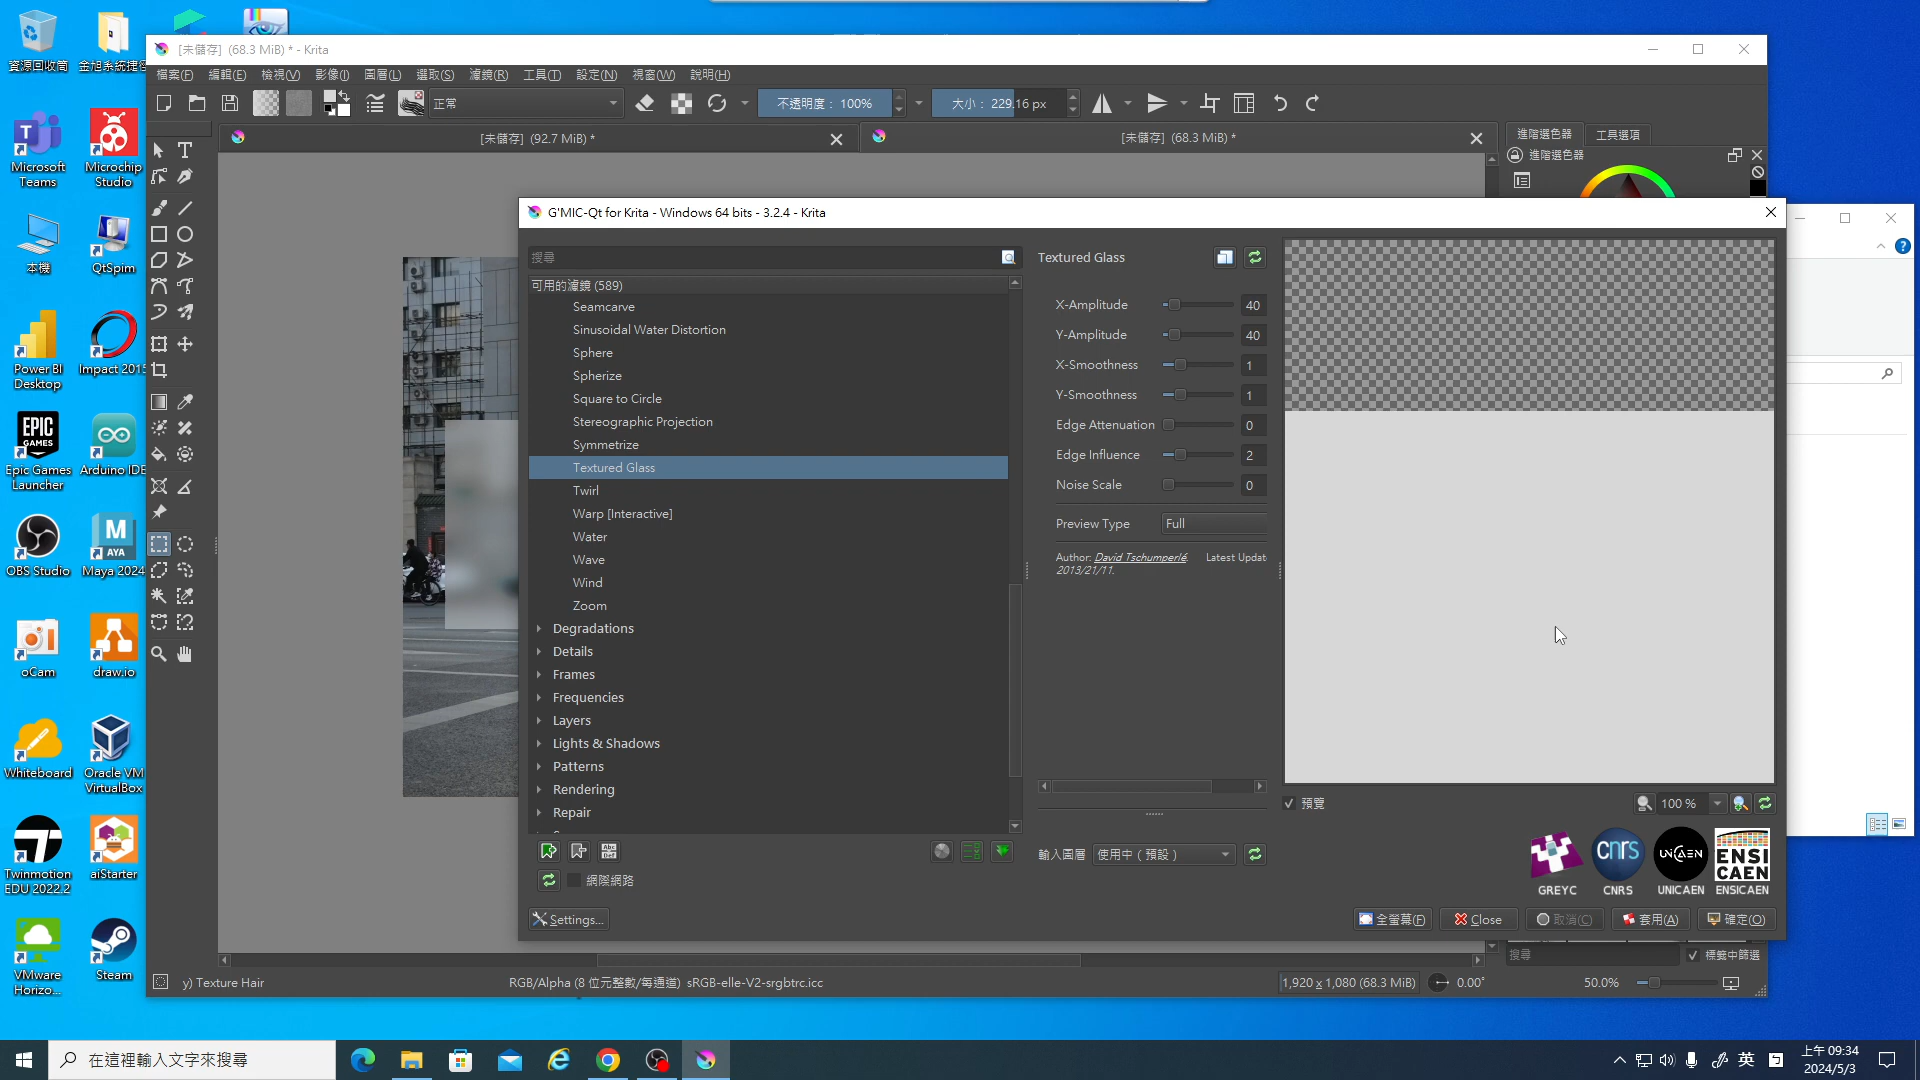 資源回收筒
金旭系統捷徑
Microsoft Teams
Microchip Studio
本機
QtSpim
Power BI Desktop
Impact 2015
Epic Games Launcher
Arduino IDE
OBS Studio
Maya 2024
oCam
draw.io
Whiteboard
Oracle VM VirtualBox
Twinmotion EDU 2022.2
aiStarter
VMware Horizo...
Steam
[未儲存] (68.3 MiB) * - Krita
檔案(F) 編輯(E) 檢視(V) 影像(I) 圖層(L) 選取(S) 濾鏡(R) 工具(T) 設定(N) 視窗(W) 說明(H)
正常
不透明度： 100%
大小： 229.16 px
[未儲存] (92.7 MiB) *
[未儲存] (68.3 MiB) *
進階選色器
工具選項
進階選色器
G'MIC-Qt for Krita - Windows 64 bits - 3.2.4 - Krita
搜尋
可用的濾鏡 (589)
Seamcarve
Sinusoidal Water Distortion
Sphere
Spherize
Square to Circle
Stereographic Projection
Symmetrize
Textured Glass
Twirl
Warp [Interactive]
Water
Wave
Wind
Zoom
Degradations
Details
Frames
Frequencies
Layers
Lights & Shadows
Patterns
Rendering
Repair
網際網路
Settings...
Textured Glass
X-Amplitude 40
Y-Amplitude 40
X-Smoothness 1
Y-Smoothness 1
Edge Attenuation 0
Edge Influence 2
Noise Scale 0
Preview Type Full
Author: David Tschumperlé. Latest Updat
2013/21/11.
輸入圖層 使用中 ( 預設 )
預覽
100 %
GREYC
cnrs
CNRS
UNICAEN
UNICAEN
ENSI CAEN
ENSICAEN
全螢幕(F)
Close
取消(C)
套用(A)
確定(O)
搜尋
標籤中篩選
y) Texture Hair
RGB/Alpha (8 位元整數/每通道) sRGB-elle-V2-srgbtrc.icc
1,920 x 1,080 (68.3 MiB)
0.00°
50.0%
在這裡輸入文字來搜尋
英
上午 09:34
2024/5/3